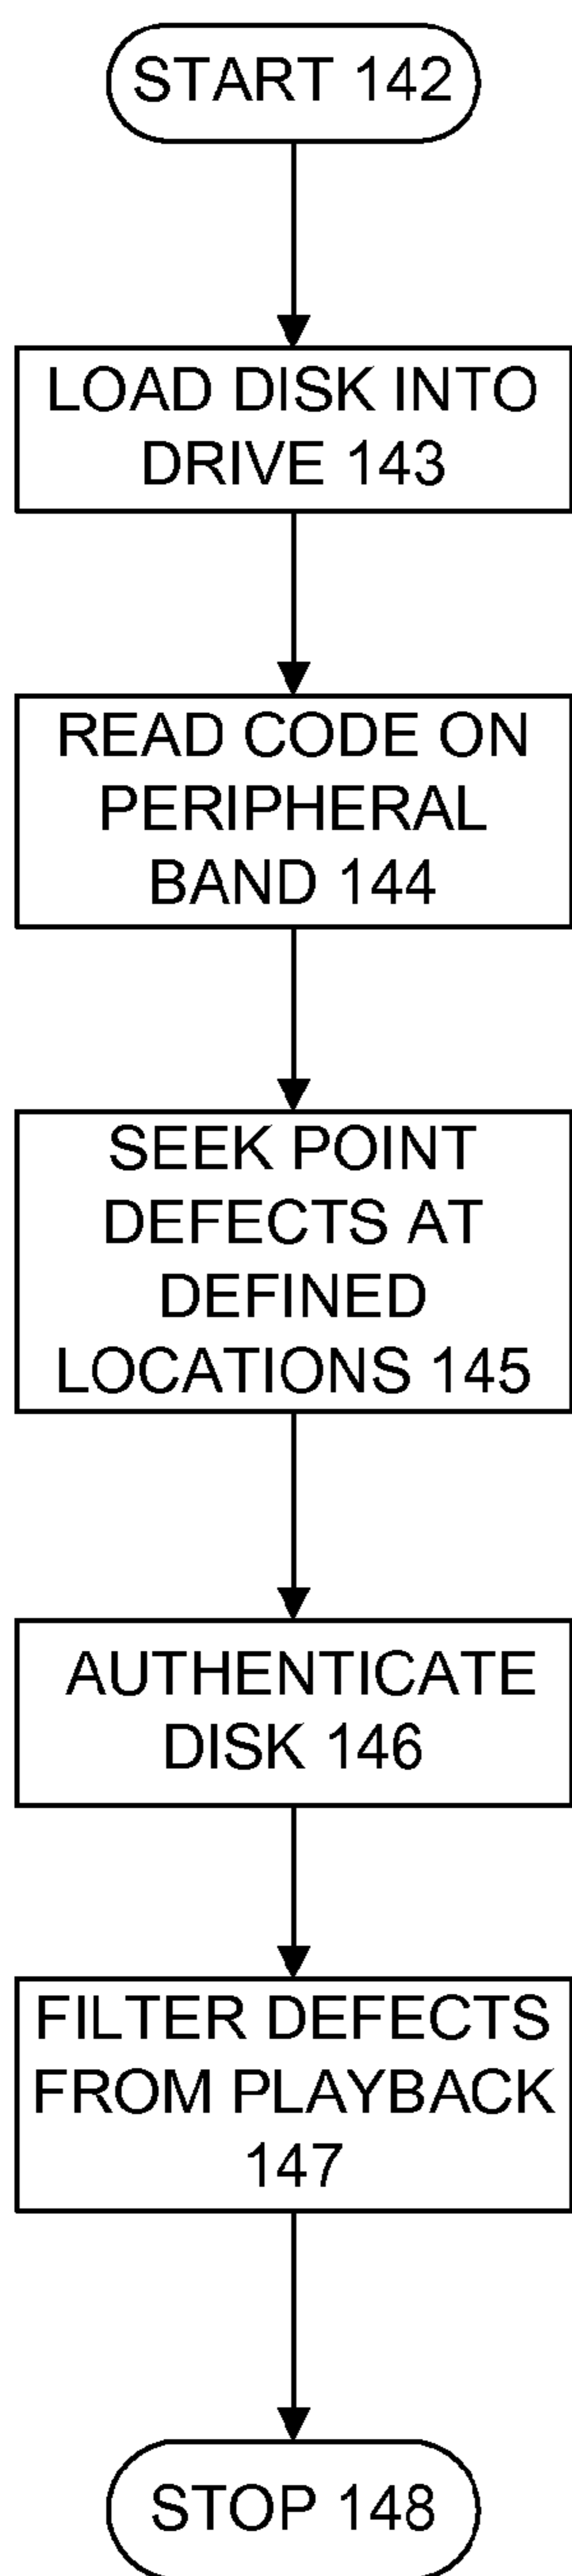 START 142
LOAD DISK INTO
DRIVE 143
READ CODE ON
PERIPHERAL
BAND 144
SEEK POINT
DEFECTS AT
DEFINED
LOCATIONS 145
AUTHENTICATE
DISK 146
FILTER DEFECTS
FROM PLAYBACK
147
STOP 148